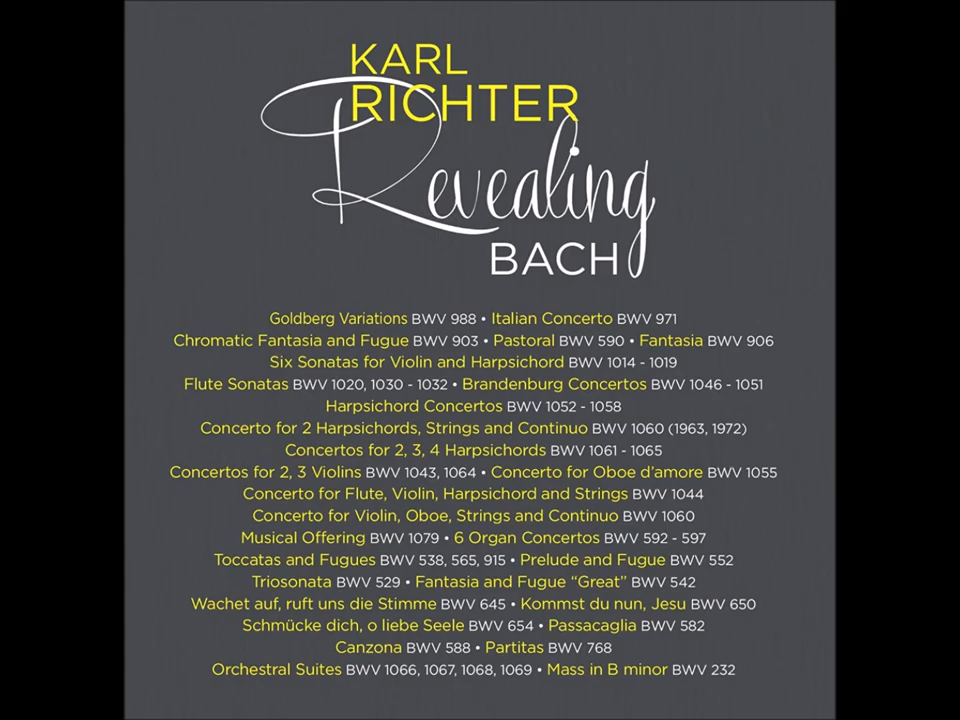 KARL
RICHTER
Revealing
BACH
Goldberg Variations BWV 988 • Italian Concerto BWV 971
Chromatic Fantasia and Fugue BWV 903 • Pastoral BWV 590 • Fantasia BWV 906
Six Sonatas for Violin and Harpsichord BWV 1014 - 1019
Flute Sonatas BWV 1020, 1030 - 1032 • Brandenburg Concertos BWV 1046 - 1051
Harpsichord Concertos BWV 1052 - 1058
Concerto for 2 Harpsichords, Strings and Continuo BWV 1060 (1963, 1972)
Concertos for 2, 3, 4 Harpsichords BWV 1061 - 1065
Concertos for 2, 3 Violins BWV 1043, 1064 • Concerto for Oboe d’amore BWV 1055
Concerto for Flute, Violin, Harpsichord and Strings BWV 1044
Concerto for Violin, Oboe, Strings and Continuo BWV 1060
Musical Offering BWV 1079 • 6 Organ Concertos BWV 592 - 597
Toccatas and Fugues BWV 538, 565, 915 • Prelude and Fugue BWV 552
Triosonata BWV 529 • Fantasia and Fugue “Great” BWV 542
Wachet auf, ruft uns die Stimme BWV 645 • Kommst du nun, Jesu BWV 650
Schmücke dich, o liebe Seele BWV 654 • Passacaglia BWV 582
Canzona BWV 588 • Partitas BWV 768
Orchestral Suites BWV 1066, 1067, 1068, 1069 • Mass in B minor BWV 232